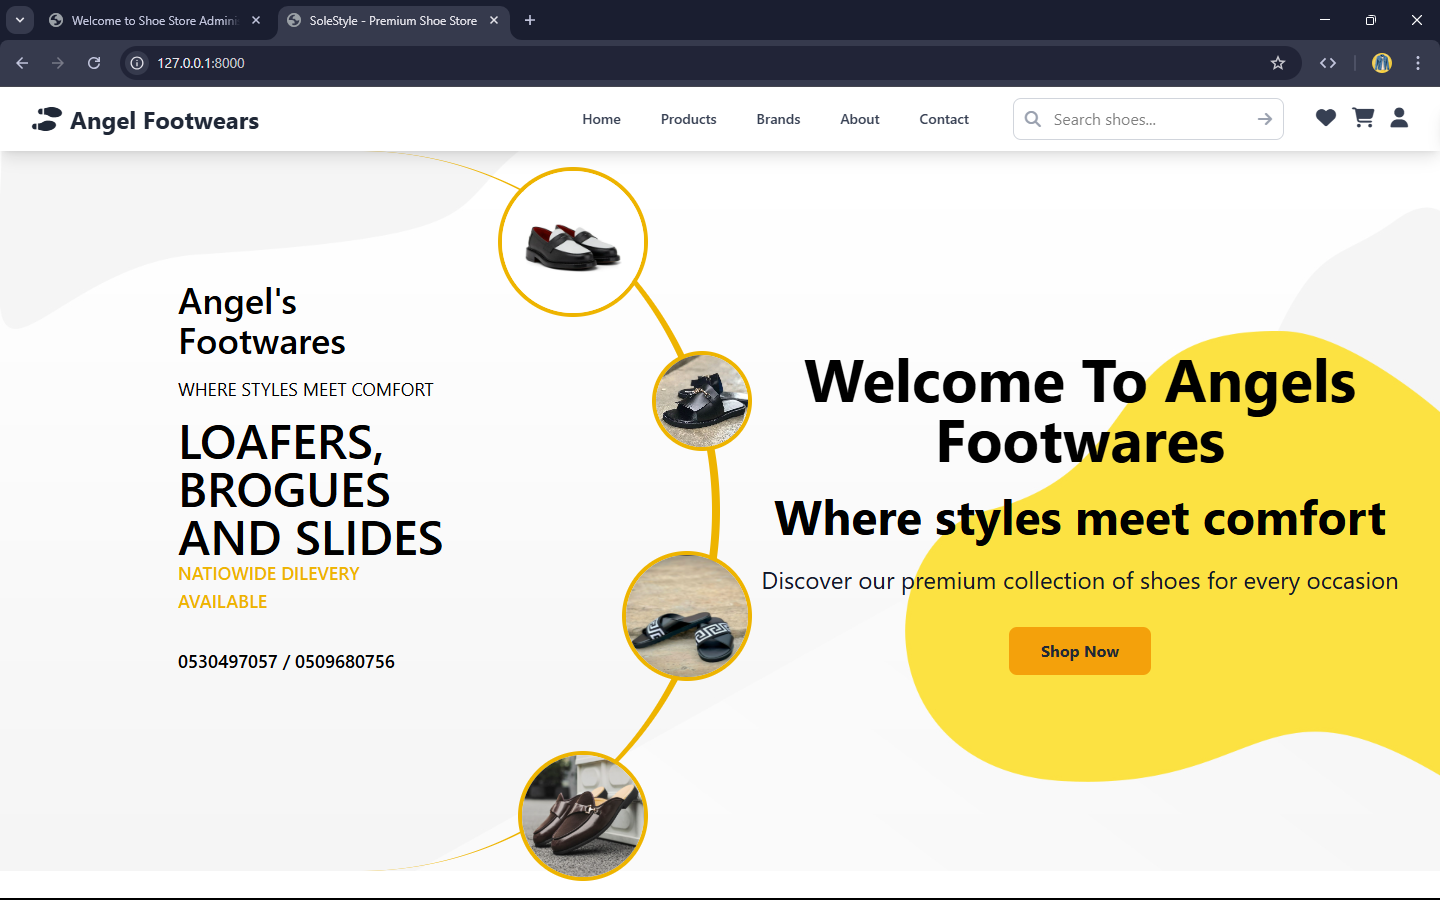 Welcome to Shoe Store Admini
SoleStyle - Premium Shoe Store
127.0.0.1:8000
Angel Footwears
Home
Products
Brands
About
Contact
Search shoes...
Angel's
Footwares
WHERE STYLES MEET COMFORT
LOAFERS,
BROGUES
AND SLIDES
NATIOWIDE DILEVERY
AVAILABLE
0530497057 / 0509680756
Welcome To Angels
Footwares
Where styles meet comfort
Discover our premium collection of shoes for every occasion
Shop Now